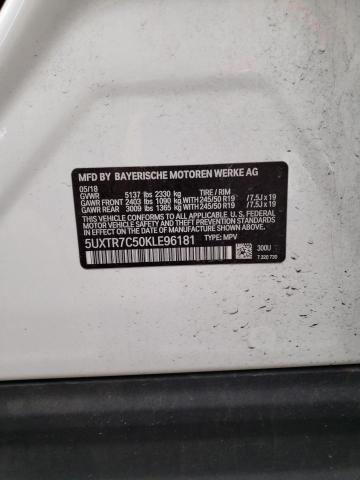 MFD BY BAYERISCHE MOTOREN WERKE AG
05/18
GVWR 5137 lbs 2330 kg TIRE / RIM
GAWR FRONT 2403 lbs 1090 kg WITH 245/50 R19 /7.5J x 19
GAWR REAR 3009 lbs 1365 kg WITH 245/50 R19 /7.5J x 19
THIS VEHICLE CONFORMS TO ALL APPLICABLE U.S. FEDERAL
MOTOR VEHICLE SAFETY AND THEFT PREVENTION STANDARDS
IN EFFECT ON THE DATE OF MANUFACTURE SHOWN ABOVE.
5UXTR7C50KLE96181 TYPE: MPV 300U
7 320 730